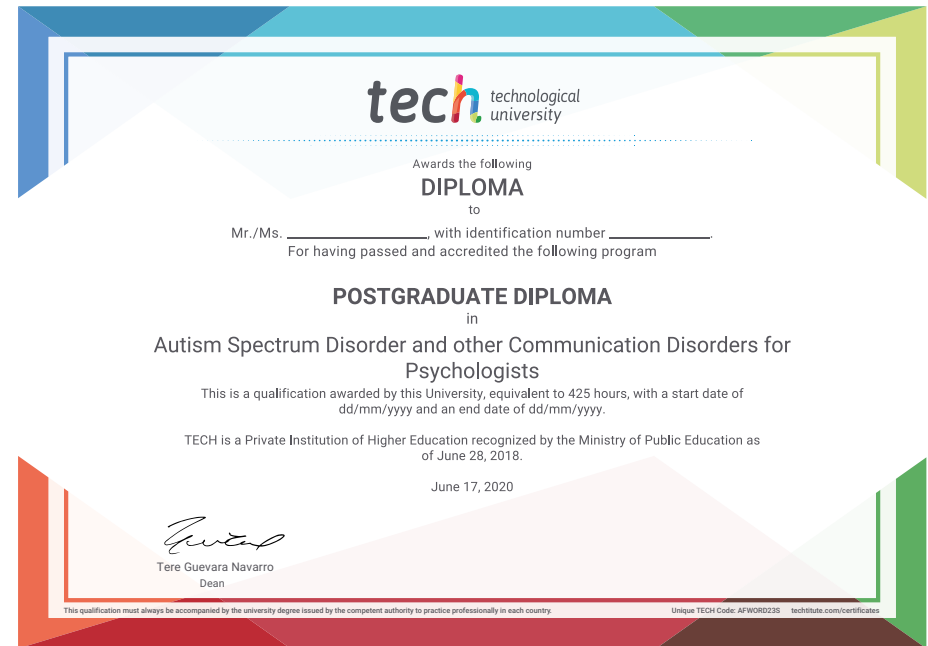 tech technological
university
Awards the following
DIPLOMA
to
Mr./Ms. ____________________, with identification number ______________.
For having passed and accredited the following program
POSTGRADUATE DIPLOMA
in
Autism Spectrum Disorder and other Communication Disorders for
Psychologists
This is a qualification awarded by this University, equivalent to 425 hours, with a start date of
dd/mm/yyyy and an end date of dd/mm/yyyy.
TECH is a Private Institution of Higher Education recognized by the Ministry of Public Education as
of June 28, 2018.
June 17, 2020
Tere Guevara Navarro
Dean
This qualification must always be accompanied by the university degree issued by the competent authority to practice professionally in each country. Unique TECH Code: AFWORD23S techtitute.com/certificates